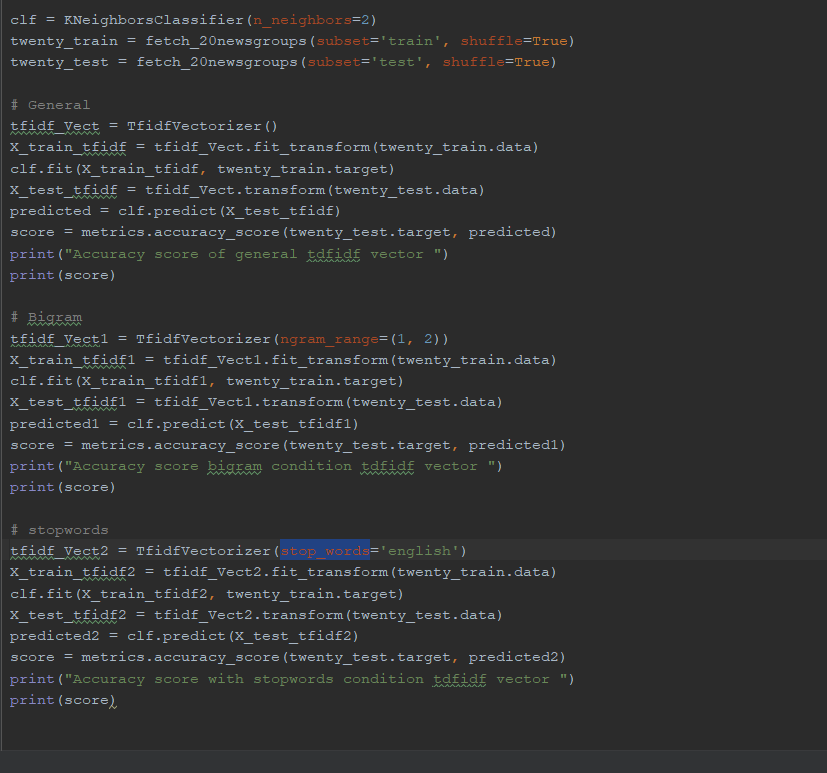 clf = KNeighborsClassifier(n_neighbors=2)
twenty_train = fetch_20newsgroups(subset='train', shuffle=True)
twenty_test = fetch_20newsgroups(subset='test', shuffle=True)
# General
tfidf_Vect = TfidfVectorizer()
X_train_tfidf = tfidf_Vect.fit_transform(twenty_train.data)
clf.fit(X_train_tfidf, twenty_train.target)
X_test_tfidf = tfidf_Vect.transform(twenty_test.data)
predicted = clf.predict(X_test_tfidf)
score = metrics.accuracy_score(twenty_test.target, predicted)
print("Accuracy score of general tdfidf vector ")
print(score)
# Bigram
tfidf_Vect1 = TfidfVectorizer(ngram_range=(1, 2))
X_train_tfidf1 = tfidf_Vect1.fit_transform(twenty_train.data)
clf.fit(X_train_tfidf1, twenty_train.target)
X_test_tfidf1 = tfidf_Vect1.transform(twenty_test.data)
predicted1 = clf.predict(X_test_tfidf1)
score = metrics.accuracy_score(twenty_test.target, predicted1)
print("Accuracy score bigram condition tdfidf vector ")
print(score)
# stopwords
tfidf_Vect2 = TfidfVectorizer(stop_words='english')
X_train_tfidf2 = tfidf_Vect2.fit_transform(twenty_train.data)
clf.fit(X_train_tfidf2, twenty_train.target)
X_test_tfidf2 = tfidf_Vect2.transform(twenty_test.data)
predicted2 = clf.predict(X_test_tfidf2)
score = metrics.accuracy_score(twenty_test.target, predicted2)
print("Accuracy score with stopwords condition tdfidf vector ")
print(score)